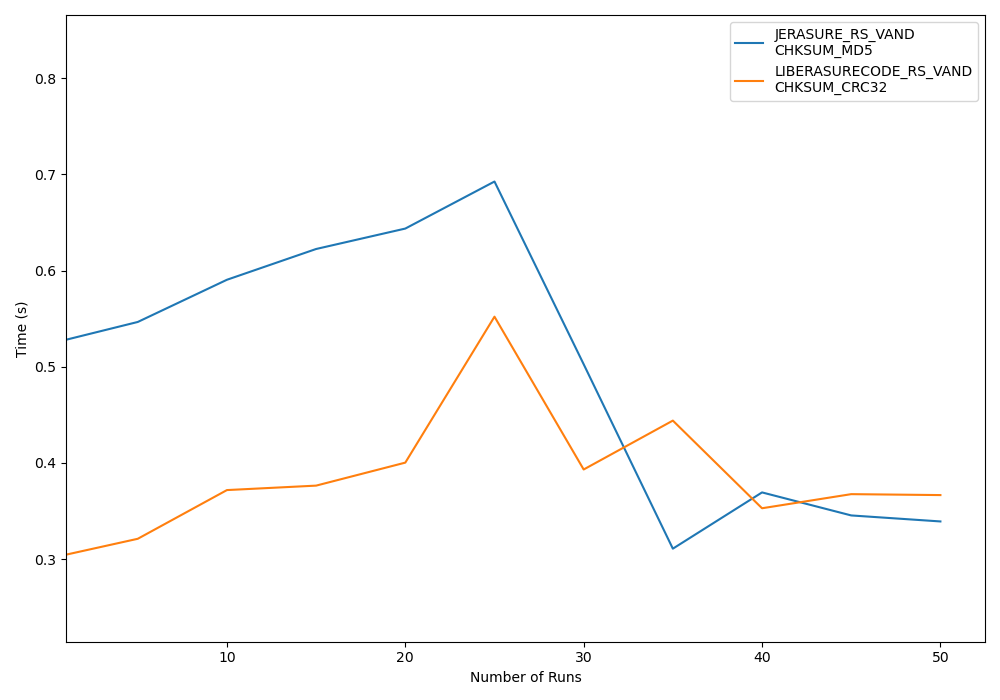 JERASURE_RS_VAND
CHKSUM_MD5
LIBERASURECODE_RS_VAND
CHKSUM_CRC32
0.8
0.7
0.6
0.5
0.4
0.3
Time (s)
10 20 30 40 50
Number of Runs